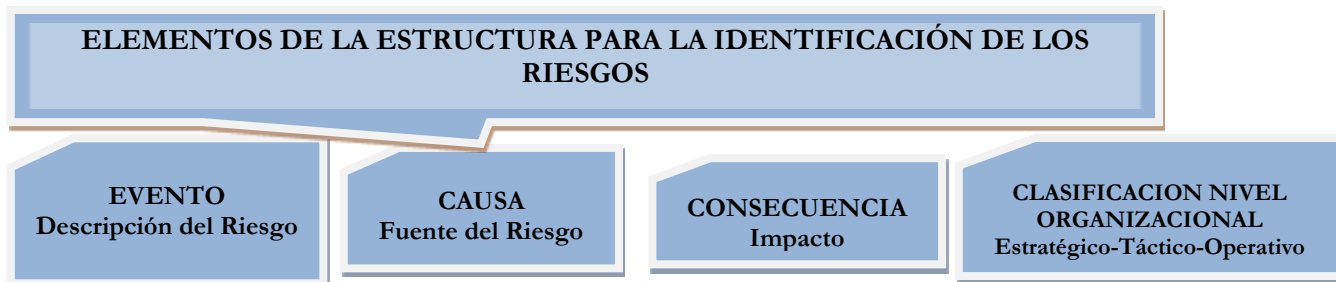 ELEMENTOS DE LA ESTRUCTURA PARA LA IDENTIFICACIÓN DE LOS
RIESGOS
EVENTO
Descripción del Riesgo
CAUSA
Fuente del Riesgo
CONSECUENCIA
Impacto
CLASIFICACION NIVEL
ORGANIZACIONAL
Estratégico-Táctico-Operativo